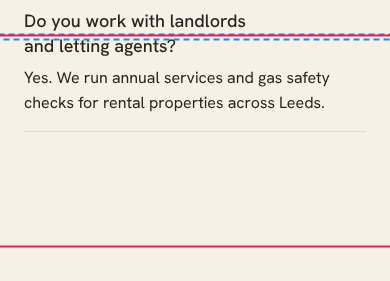 Do you work with landlords
and letting agents?
Yes. We run annual services and gas safety
checks for rental properties across Leeds.